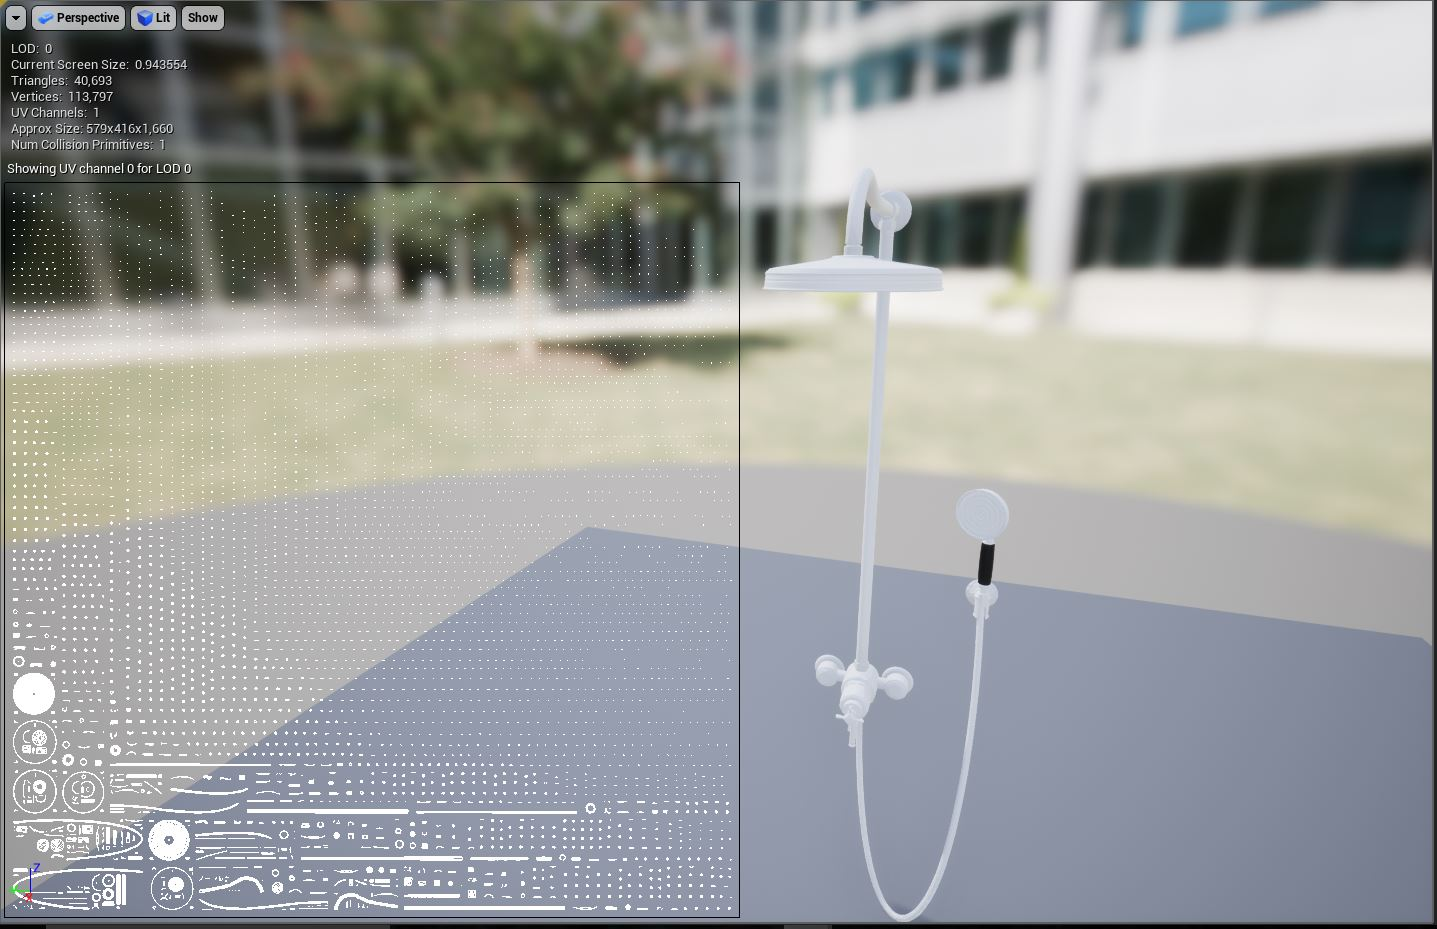 Perspective Lit Show
LOD: 0
Current Screen Size: 0.943554
Triangles: 40,693
Vertices: 113,797
UV Channels: 1
Approx Size: 579x416x1,660
Num Collision Primitives: 1
Showing UV channel 0 for LOD 0
Z